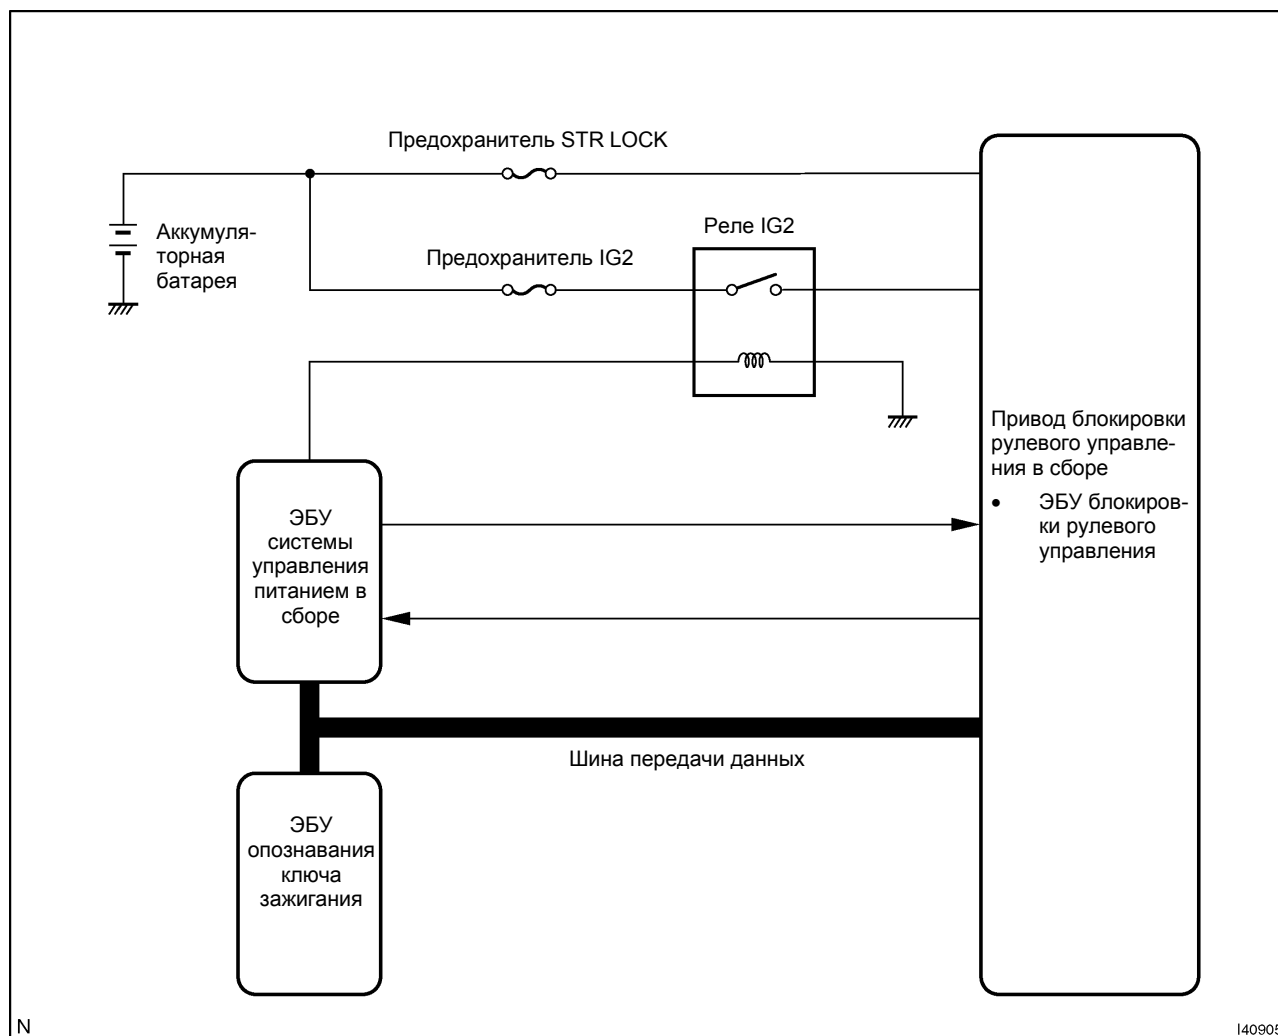 Предохранитель STR LOCK
Аккумуля-
торная
батарея
Реле IG2
Предохранитель IG2
Привод блокировки
рулевого управле-
ния в сборе
• ЭБУ блокиров-
ки рулевого
управления
ЭБУ
системы
управления
питанием в
сборе
Шина передачи данных
ЭБУ
опознавания
ключа
зажигания
N
I40905